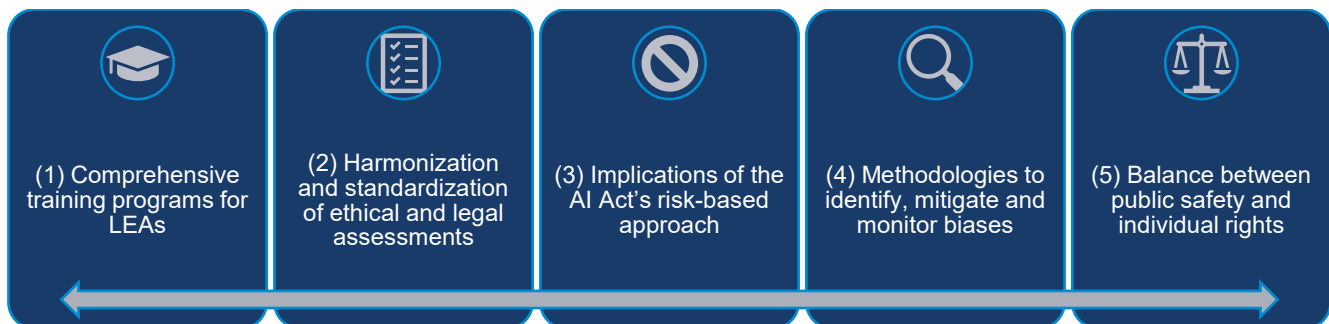 (1) Comprehensive
training programs for
LEAs
(2) Harmonization
and standardization
of ethical and legal
assessments
(3) Implications of the
AI Act's risk-based
approach
(4) Methodologies to
identify, mitigate and
monitor biases
(5) Balance between
public safety and
individual rights